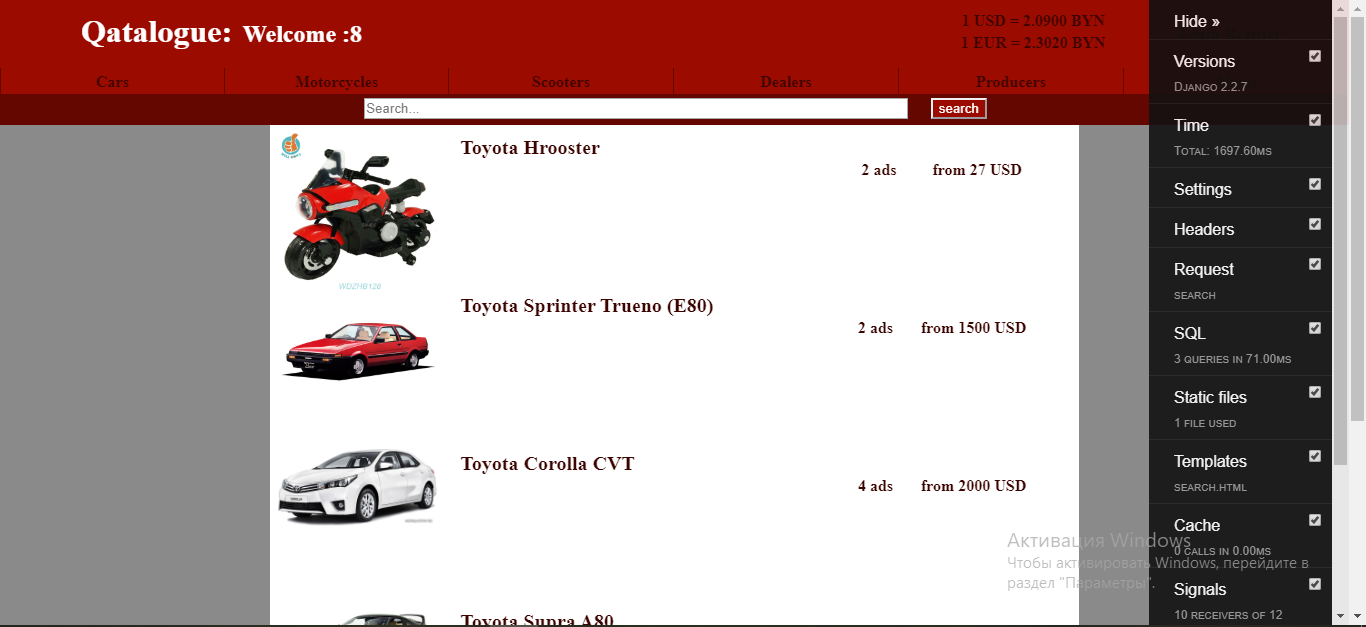 Qatalogue: Welcome :8
1 USD = 2.0900 BYN
1 EUR = 2.3020 BYN
Cars Motorcycles Scooters Dealers Producers
Search... search
Toyota Hrooster
2 ads from 27 USD
WDZHB128
Toyota Sprinter Trueno (E80)
2 ads from 1500 USD
Toyota Corolla CVT
4 ads from 2000 USD
Toyota Supra A80
Hide »
Versions
Django 2.2.7
Time
Total: 1697.60ms
Settings
Headers
Request
search
SQL
3 queries in 71.00ms
Static files
1 file used
Templates
search.html
Cache
0 calls in 0.00ms
Signals
10 receivers of 12
Активация Windows
Чтобы активировать Windows, перейдите в
раздел "Параметры".